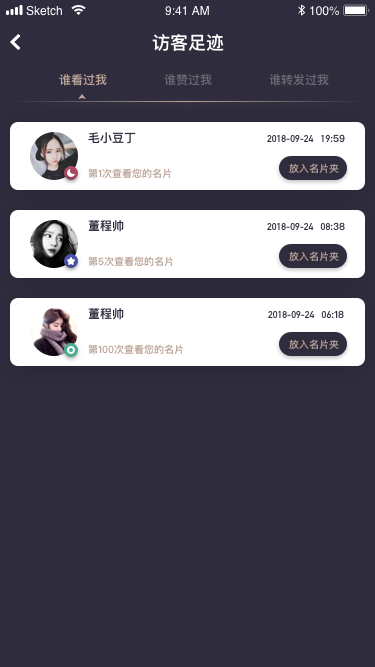 Sketch 9:41 AM 100%
访客足迹
谁看过我 谁赞过我 谁转发过我
毛小豆丁 2018-09-24 19:59
第1次查看您的名片 放入名片夹
董程帅 2018-09-24 08:38
第5次查看您的名片 放入名片夹
董程帅 2018-09-24 06:18
第100次查看您的名片 放入名片夹